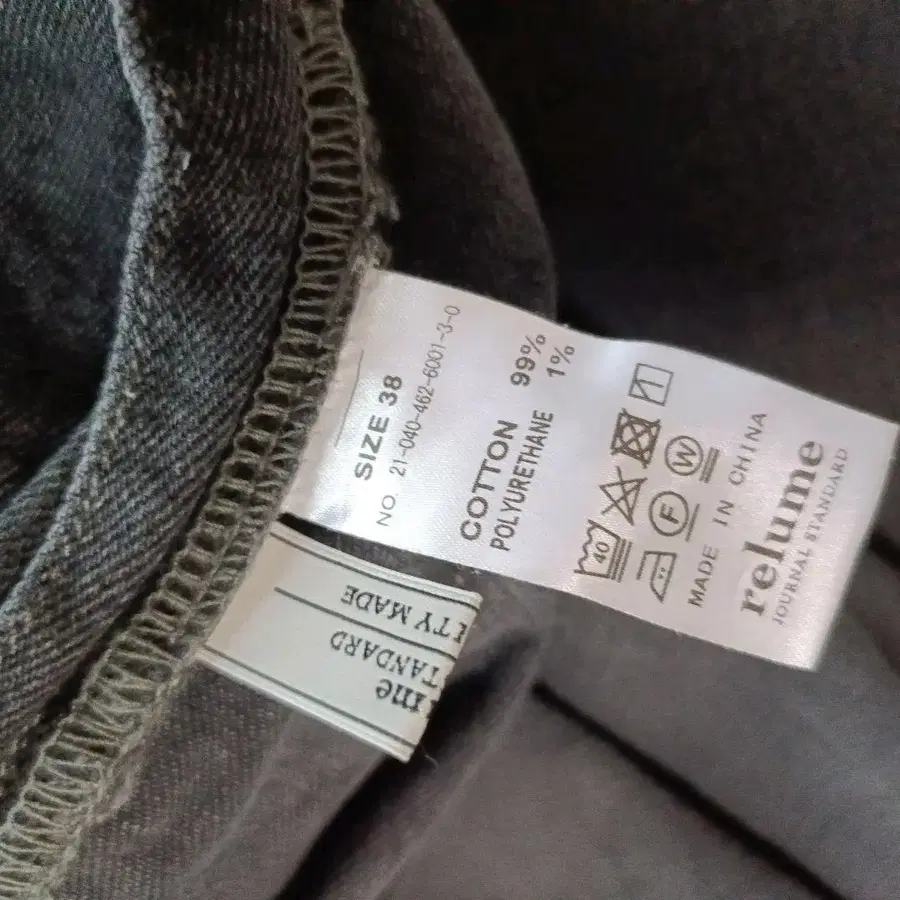 SIZE 38
NO. 21-040-462-6001-3-0
COTTON 99%
POLYURETHANE 1%
40
F W
MADE IN CHINA
relume
JOURNAL STANDARD
me
TANDARD
TY MADE